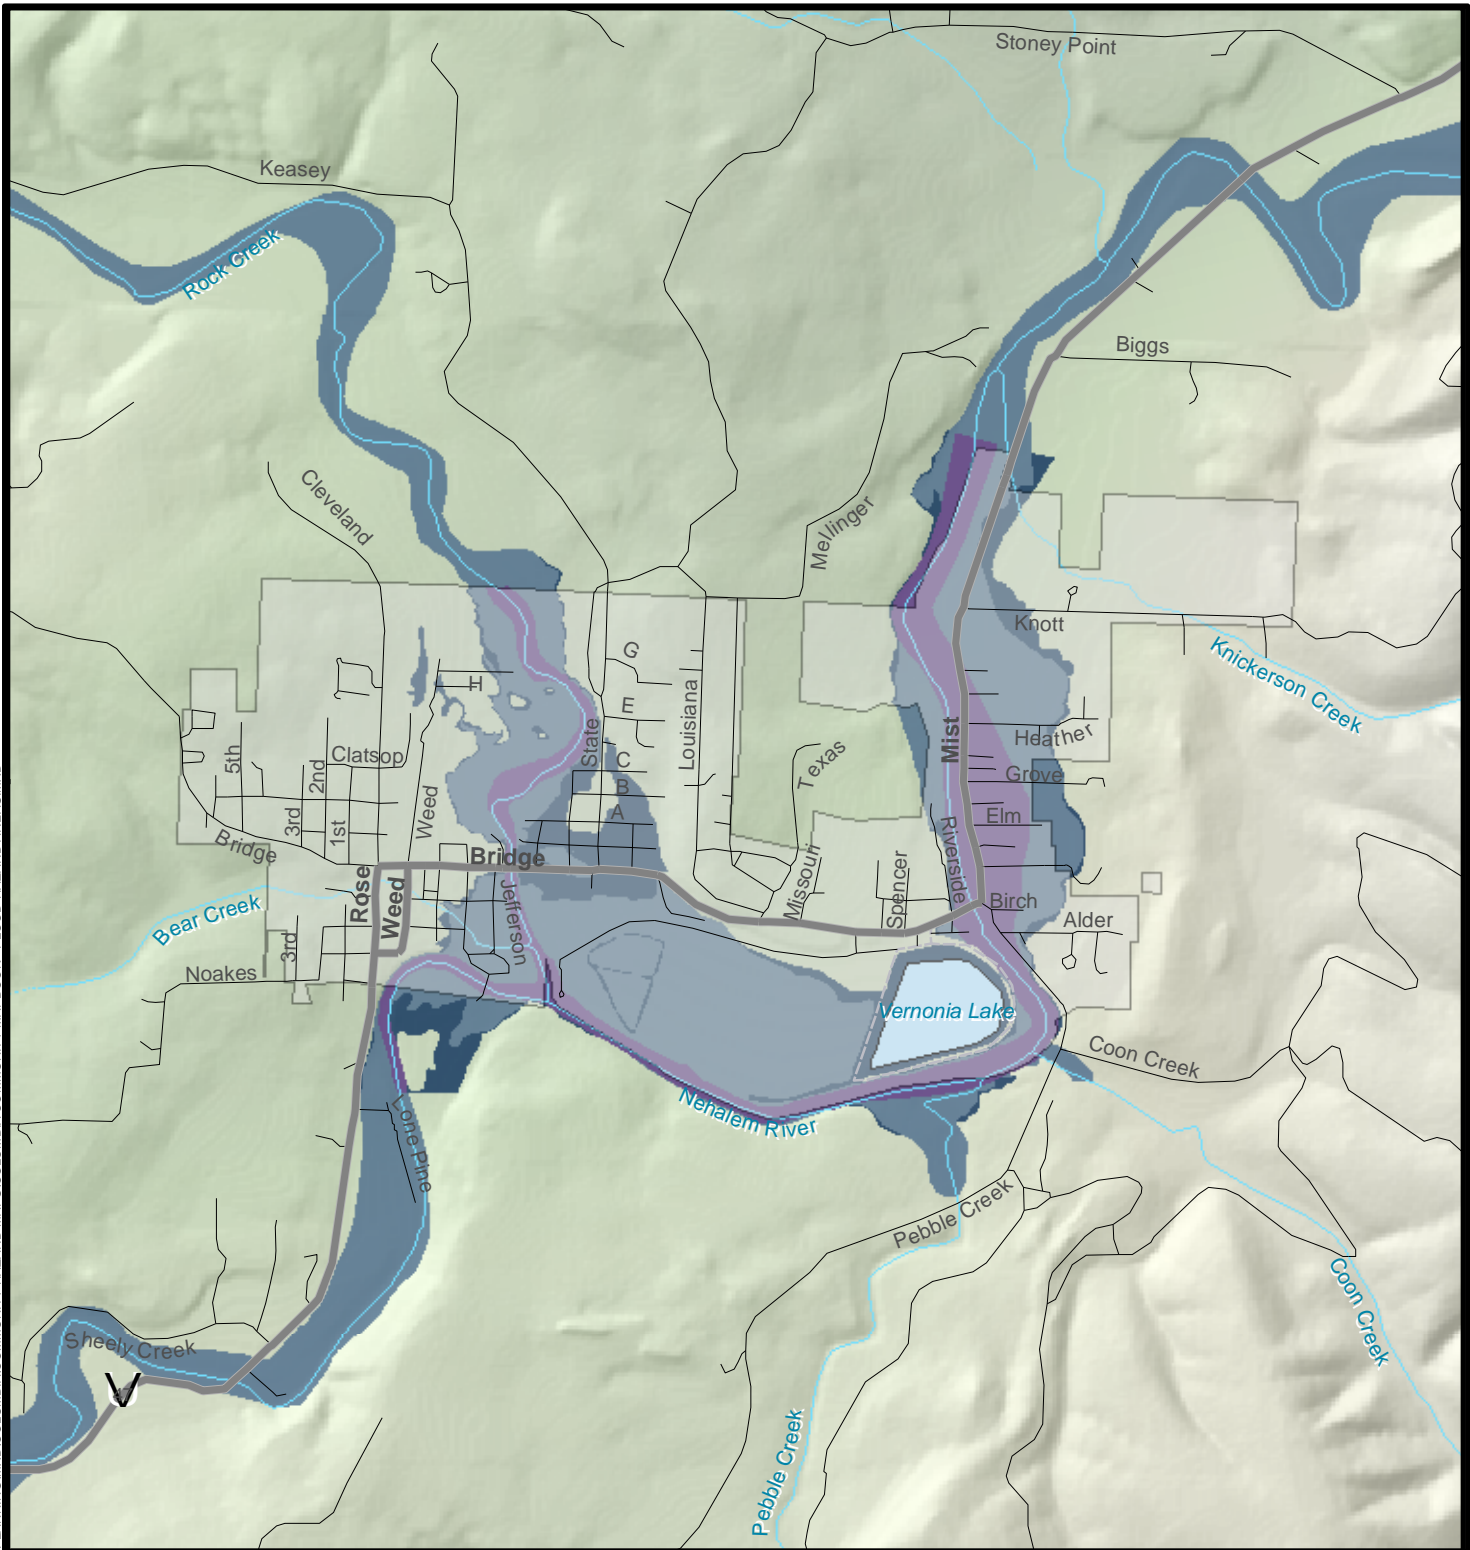 Stoney Point
Keasey
Rock Creek
Biggs
Cleveland
Mellinger
Knott
Knickerson Creek
G
H
E
Louisiana
State
Mist
Heather
5th
2nd
Clatsop
C
Texas
Grove
B
A
Elm
3rd
1st
Weed
Bridge
Bridge
Riverside
Missouri
Spencer
Rose
Weed
Jefferson
Birch
Alder
Bear Creek
3rd
Noakes
Vernonia Lake
Coon Creek
Nehalem River
Lone Pine
Pebble Creek
Coon Creek
Sheely Creek
V
Pebble Creek